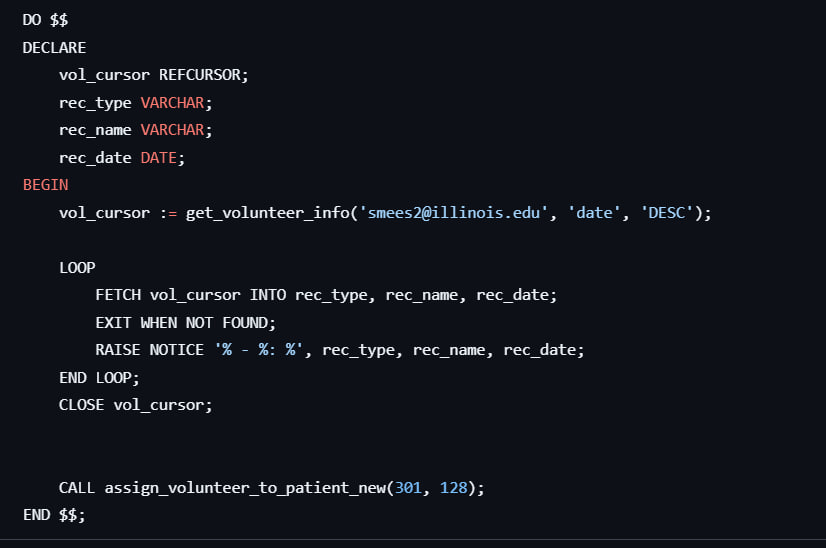 DO $$
DECLARE
    vol_cursor REFCURSOR;
    rec_type VARCHAR;
    rec_name VARCHAR;
    rec_date DATE;
BEGIN
    vol_cursor := get_volunteer_info('smees2@illinois.edu', 'date', 'DESC');
    LOOP
        FETCH vol_cursor INTO rec_type, rec_name, rec_date;
        EXIT WHEN NOT FOUND;
        RAISE NOTICE '% - %: %', rec_type, rec_name, rec_date;
    END LOOP;
    CLOSE vol_cursor;
    CALL assign_volunteer_to_patient_new(301, 128);
END $$;